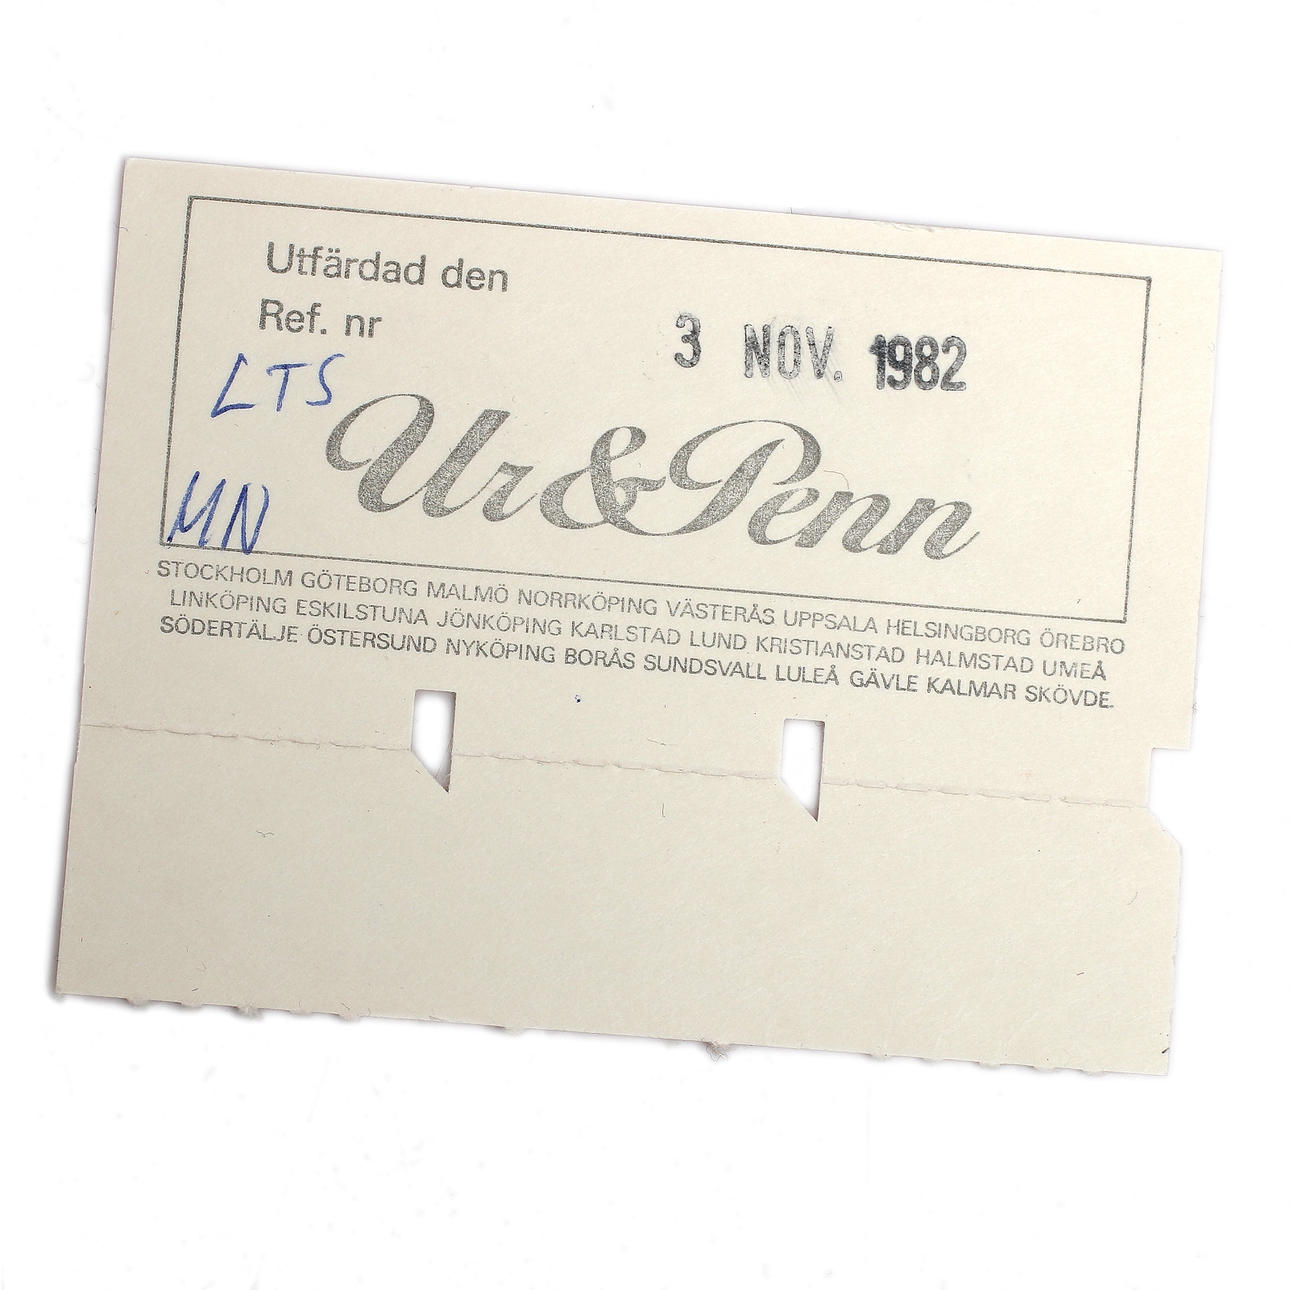 Utfärdad den
Ref. nr
3 NOV. 1982
LTS
Ur&Penn
MN
STOCKHOLM GÖTEBORG MALMÖ NORRKÖPING VÄSTERÅS UPPSALA HELSINGBORG ÖREBRO
LINKÖPING ESKILSTUNA JÖNKÖPING KARLSTAD LUND KRISTIANSTAD HALMSTAD UMEÅ
SÖDERTÄLJE ÖSTERSUND NYKÖPING BORÅS SUNDSVALL LULEÅ GÄVLE KALMAR SKÖVDE.